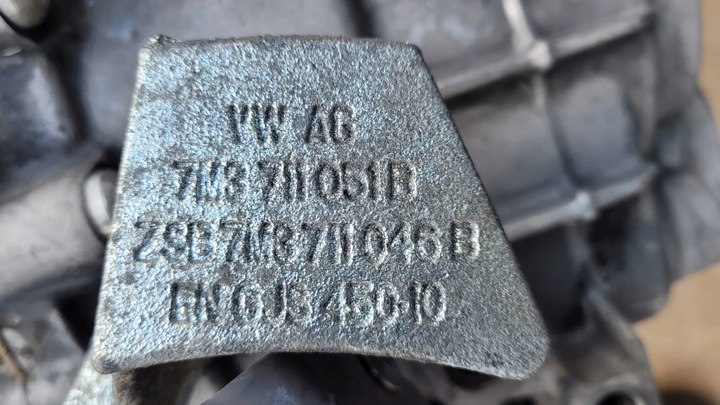 VW AG
7M3 711 051 B
ZSB 7M3 711 046 B
EN GJS 450 10